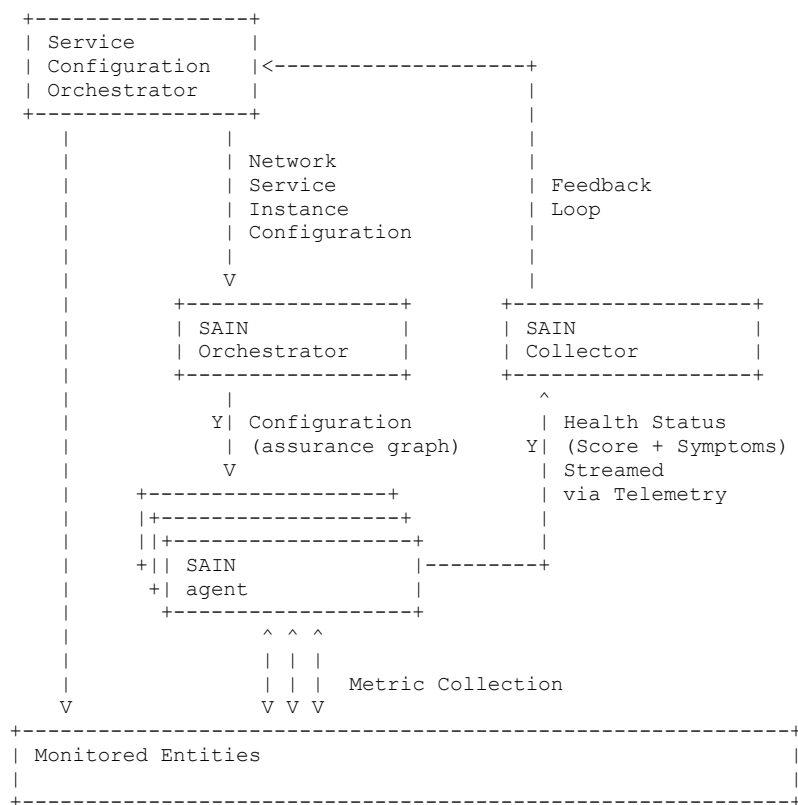 Service
Configuration
Orchestrator
Network
Service Feedback
Instance Loop
Configuration
V
SAIN SAIN
Orchestrator Collector
Y Configuration Health Status
(assurance graph) Y (Score + Symptoms)
V Streamed
via Telemetry
SAIN
agent
Metric Collection
V V V V
Monitored Entities